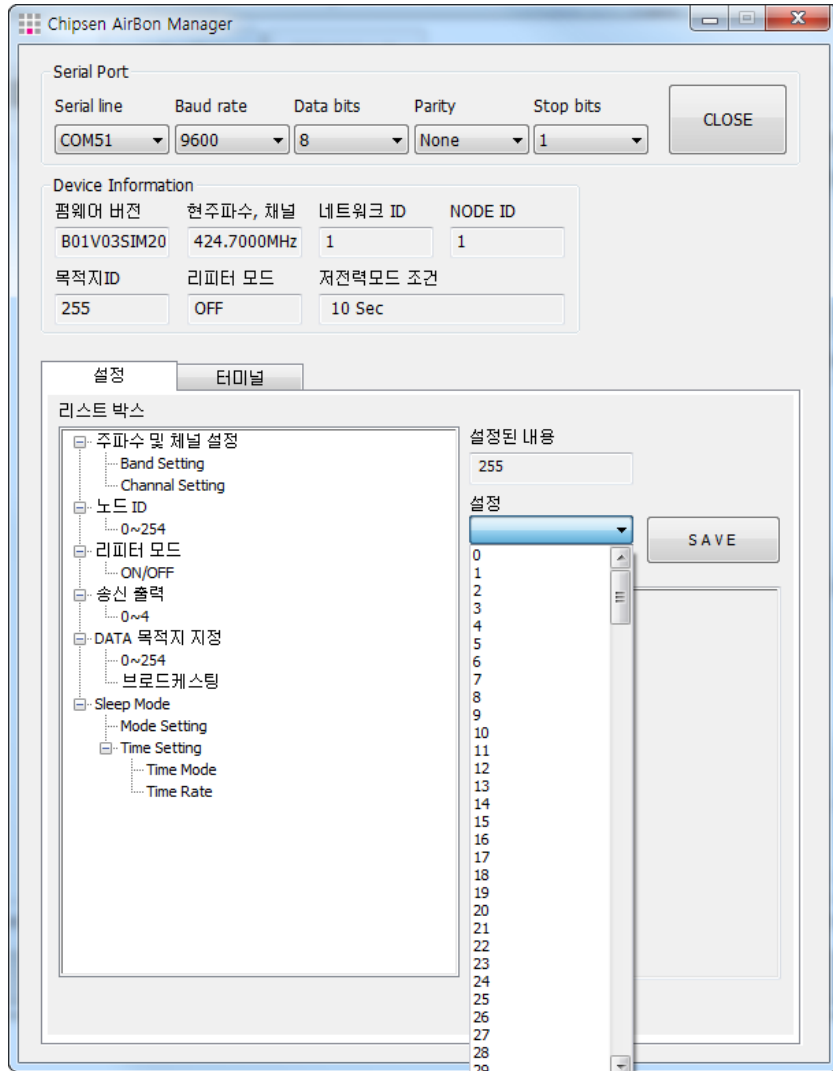 Chipsen AirBon Manager
Serial Port
Serial line Baud rate Data bits Parity Stop bits
COM51 9600 8 None 1 CLOSE
Device Information
펌웨어 버전 현주파수, 채널 네트워크 ID NODE ID
B01V03SIM20 424.7000MHz 1 1
목적지ID 리피터 모드 저전력모드 조건
255 OFF 10 Sec
설정 터미널
리스트 박스
주파수 및 체널 설정
Band Setting
Channal Setting
노드 ID
0~254
리피터 모드
ON/OFF
송신 출력
0~4
DATA 목적지 지정
0~254
브로드케스팅
Sleep Mode
Mode Setting
Time Setting
Time Mode
Time Rate
설정된 내용
255
설정
SAVE
0
1
2
3
4
5
6
7
8
9
10
11
12
13
14
15
16
17
18
19
20
21
22
23
24
25
26
27
28
29